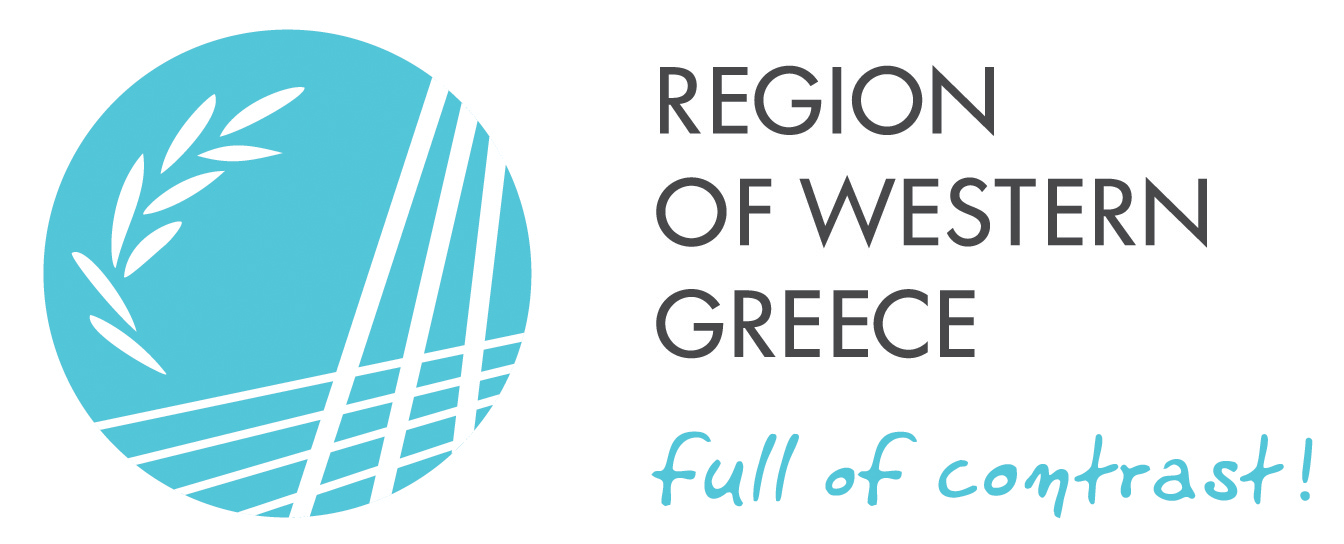 REGION
OF WESTERN
GREECE
full of contrast!